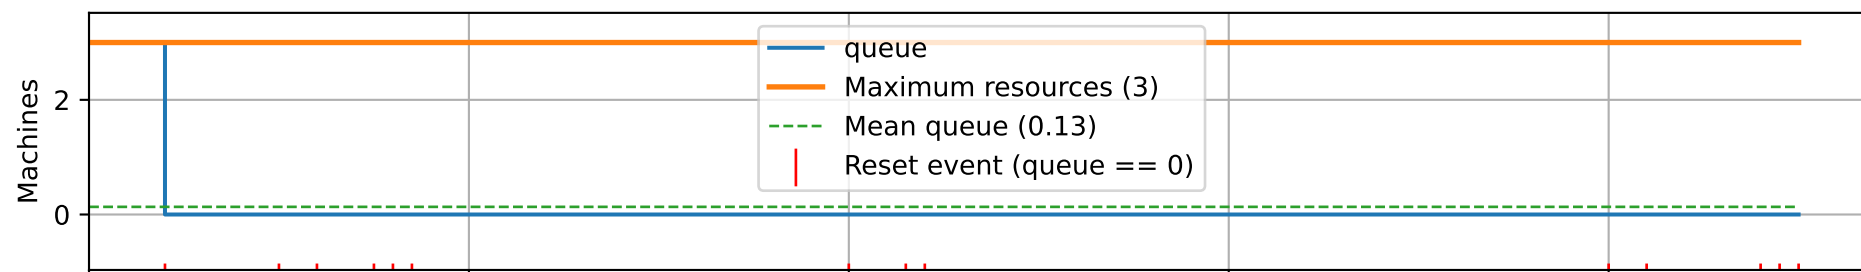 Machines
2
0
queue
Maximum resources (3)
Mean queue (0.13)
Reset event (queue == 0)